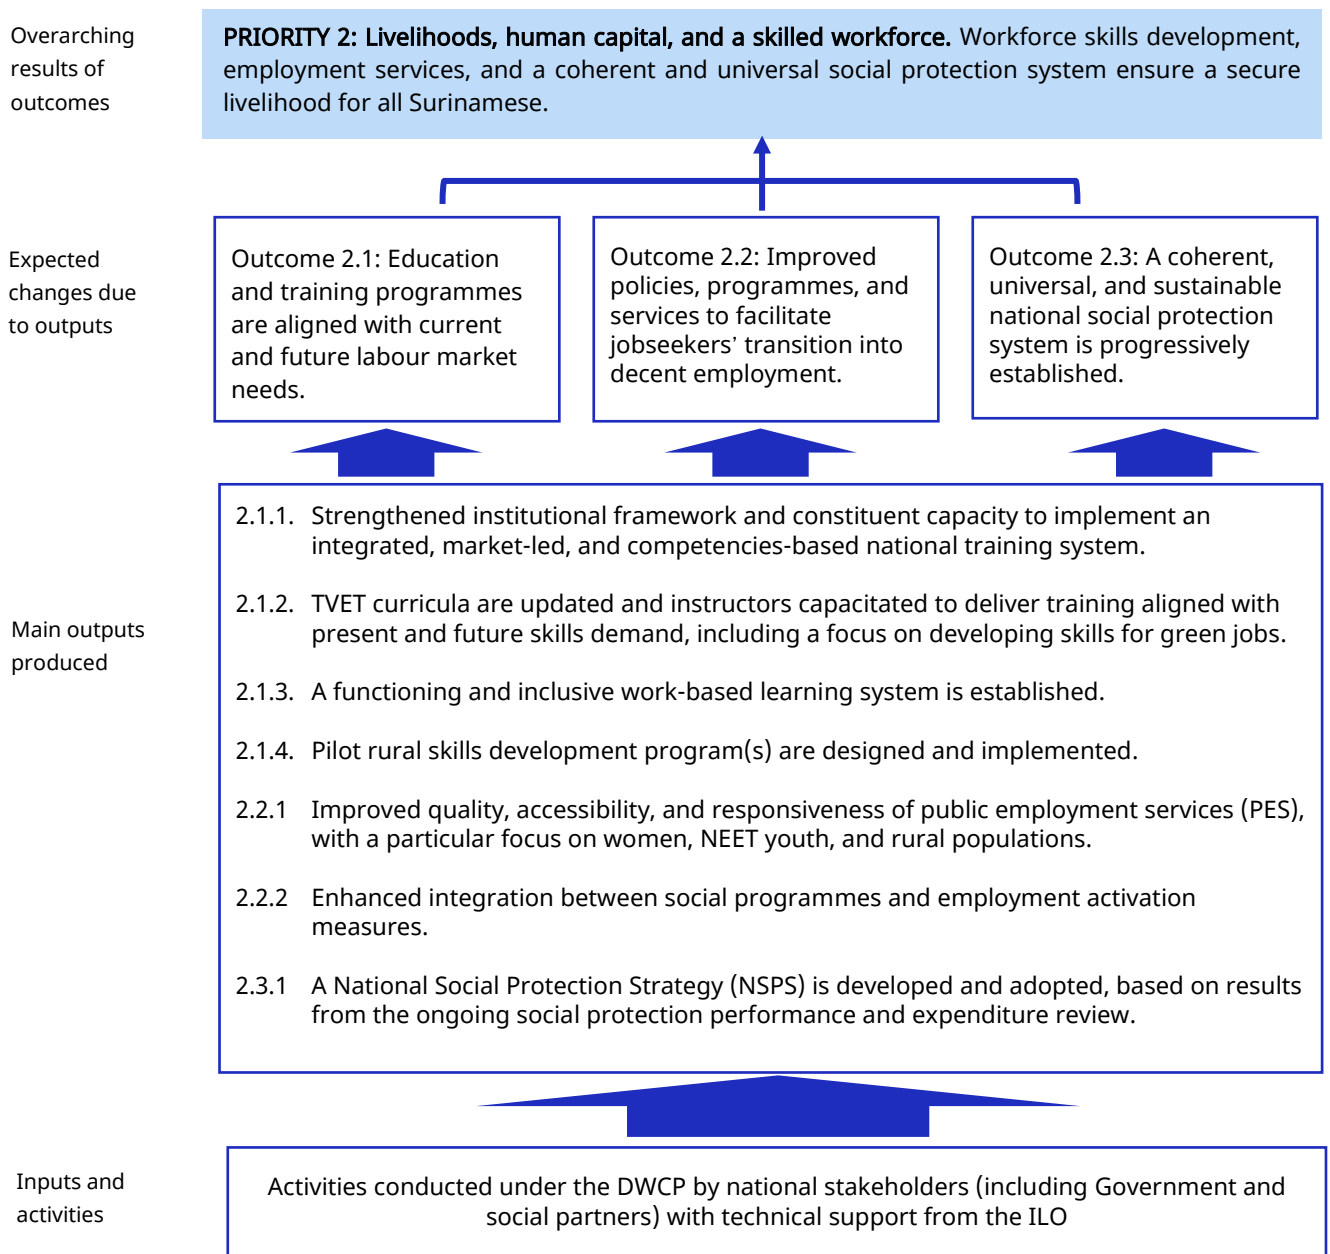 Overarching
results of
outcomes
PRIORITY 2: Livelihoods, human capital, and a skilled workforce. Workforce skills development,
employment services, and a coherent and universal social protection system ensure a secure
livelihood for all Surinamese.
Expected
changes due
to outputs
Outcome 2.1: Education
and training programmes
are aligned with current
and future labour market
needs.
Outcome 2.2: Improved
policies, programmes, and
services to facilitate
jobseekers’ transition into
decent employment.
Outcome 2.3: A coherent,
universal, and sustainable
national social protection
system is progressively
established.
Main outputs
produced
2.1.1. Strengthened institutional framework and constituent capacity to implement an
integrated, market-led, and competencies-based national training system.
2.1.2. TVET curricula are updated and instructors capacitated to deliver training aligned with
present and future skills demand, including a focus on developing skills for green jobs.
2.1.3. A functioning and inclusive work-based learning system is established.
2.1.4. Pilot rural skills development program(s) are designed and implemented.
2.2.1 Improved quality, accessibility, and responsiveness of public employment services (PES),
with a particular focus on women, NEET youth, and rural populations.
2.2.2 Enhanced integration between social programmes and employment activation
measures.
2.3.1 A National Social Protection Strategy (NSPS) is developed and adopted, based on results
from the ongoing social protection performance and expenditure review.
Inputs and
activities
Activities conducted under the DWCP by national stakeholders (including Government and
social partners) with technical support from the ILO